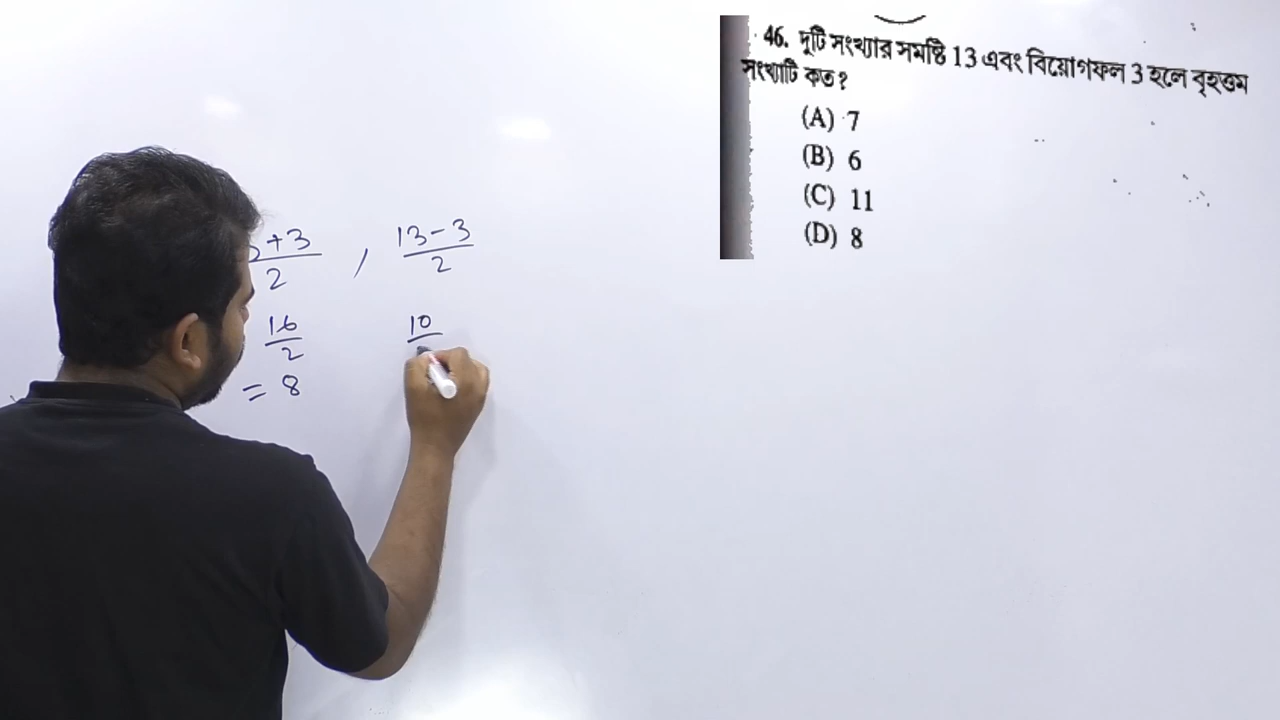 46. দুটি সংখ্যার সমষ্টি 13 এবং বিয়োগফল 3 হলে বৃহত্তম
সংখ্যাটি কত?
(A) 7
(B) 6
(C) 11
(D) 8
+3 , 13-3
2 2
16 10
2
= 8